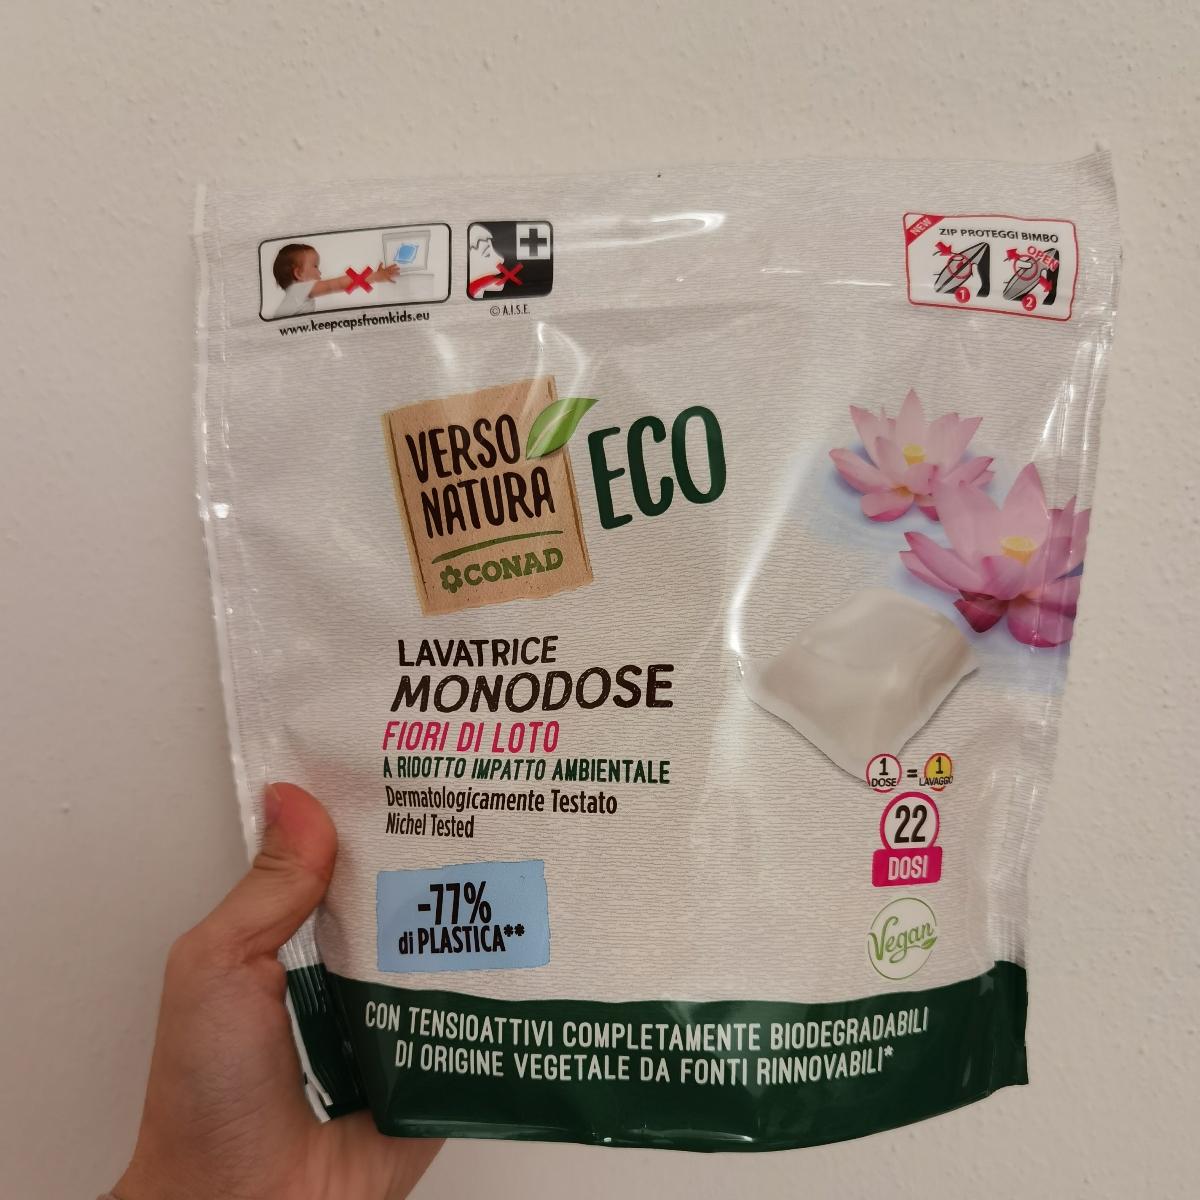 www.keepcapsfromkids.eu
© A.I.S.E.
NEW
ZIP PROTEGGI BIMBO
OPEN
1
2
VERSO
NATURA
ECO
CONAD
LAVATRICE
MONODOSE
FIORI DI LOTO
A RIDOTTO IMPATTO AMBIENTALE
Dermatologicamente Testato
Nichel Tested
1 = 1
DOSE LAVAGGIO
22
DOSI
-77%
di PLASTICA**
Vegan
CON TENSIOATTIVI COMPLETAMENTE BIODEGRADABILI
DI ORIGINE VEGETALE DA FONTI RINNOVABILI*